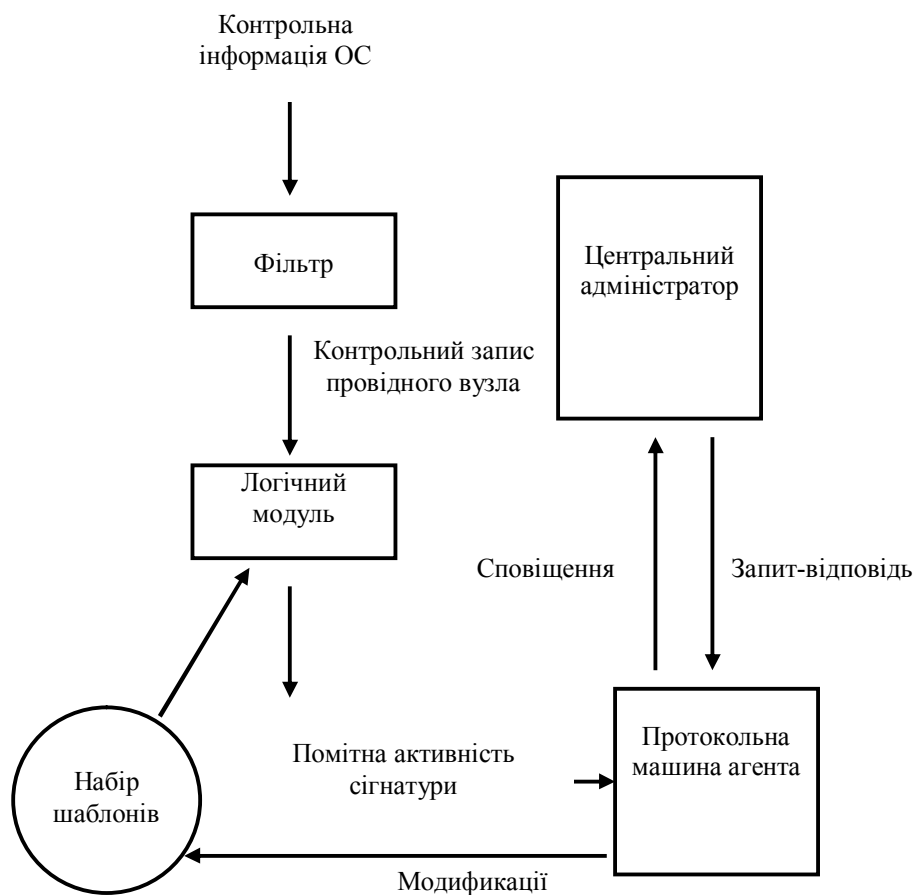 Контрольна
інформація ОС
Фільтр
Центральний
адміністратор
Контрольний запис
провідного вузла
Логічний
модуль
Сповіщення
Запит-відповідь
Помітна активність
сігнатури
Протокольна
машина агента
Набір
шаблонів
Модификації